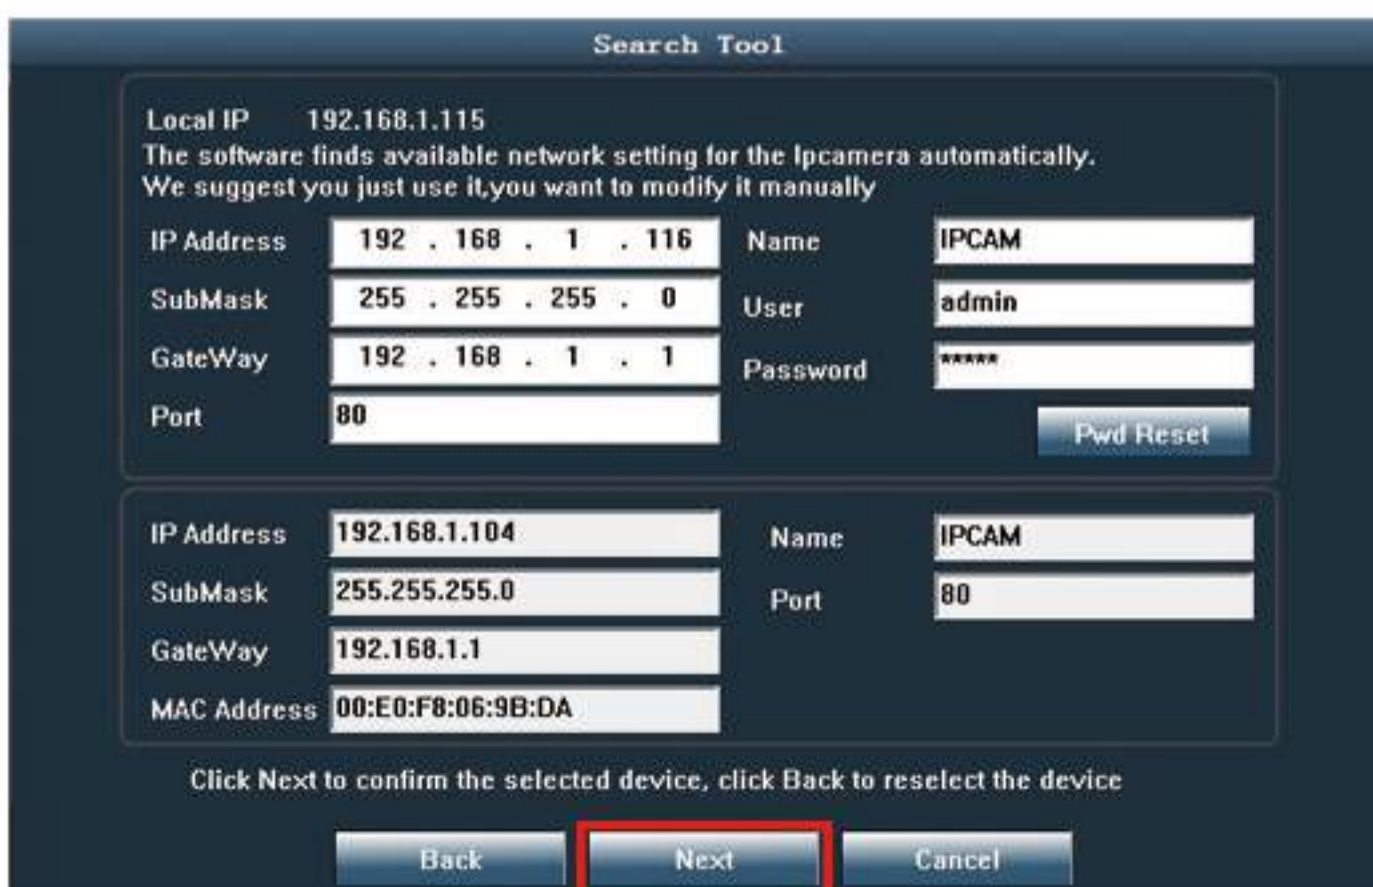 Search Tool
Local IP 192.168.1.115
The software finds available network setting for the Ipcamera automatically.
We suggest you just use it,you want to modify it manually
IP Address 192 . 168 . 1 . 116 Name IPCAM
SubMask 255 . 255 . 255 . 0 User admin
GateWay 192 . 168 . 1 . 1 Password *****
Port 80
Pwd Reset
IP Address 192.168.1.104 Name IPCAM
SubMask 255.255.255.0 Port 80
GateWay 192.168.1.1
MAC Address 00:E0:F8:06:9B:DA
Click Next to confirm the selected device, click Back to reselect the device
Back Next Cancel